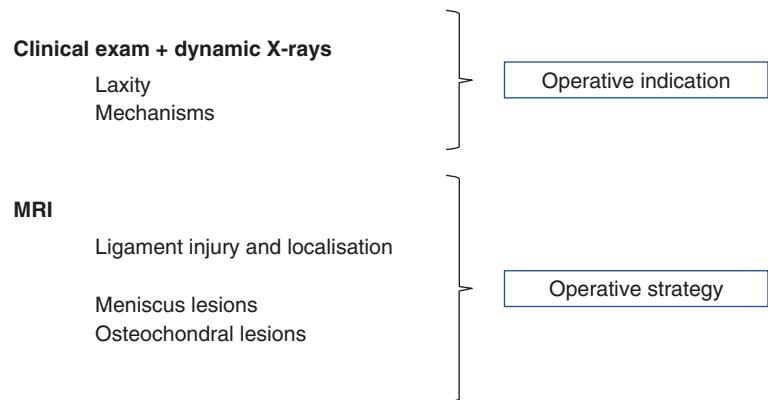 Clinical exam + dynamic X-rays
Laxity
Mechanisms
Operative indication
MRI
Ligament injury and localisation
Meniscus lesions
Osteochondral lesions
Operative strategy